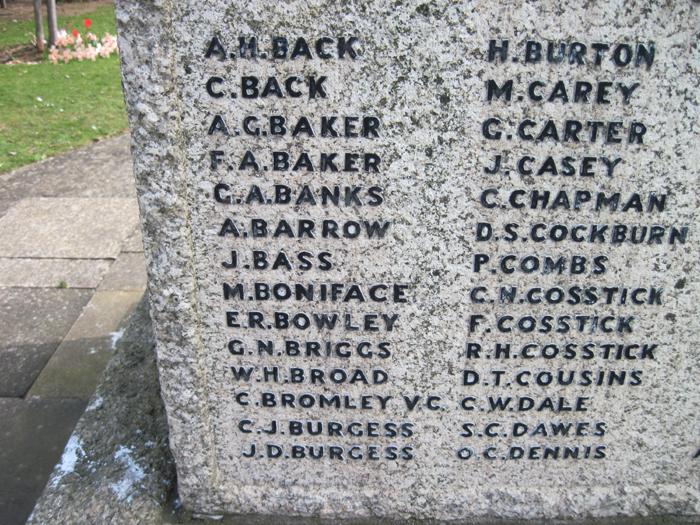 A.H.BACK
C.BACK
A.G.BAKER
F.A.BAKER
G.A.BANKS
A.BARROW
J.BASS
M.BONIFACE
E.R.BOWLEY
G.N.BRIGGS
W.H.BROAD
C.BROMLEY V.C.
C.J.BURGESS
J.D.BURGESS
H.BURTON
M.CAREY
G.CARTER
J.CASEY
C.CHAPMAN
D.S.COCKBURN
P.COMBS
C.N.COSSTICK
F.COSSTICK
R.H.COSSTICK
D.T.COUSINS
C.W.DALE
S.C.DAWES
O.C.DENNIS